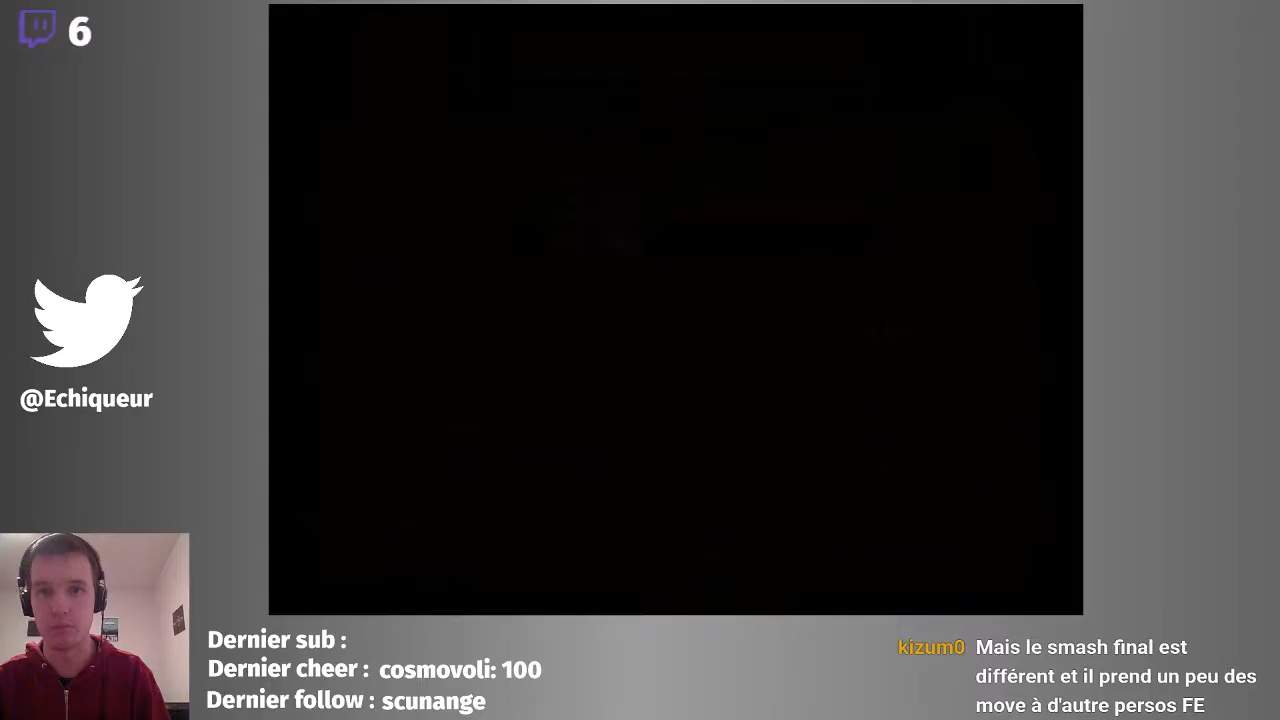 6
@Echiqueur
Dernier sub :
Dernier cheer : cosmovoli: 100
Dernier follow : scunange
kizum0 Mais le smash final est
différent et il prend un peu des
move à d'autre persos FE